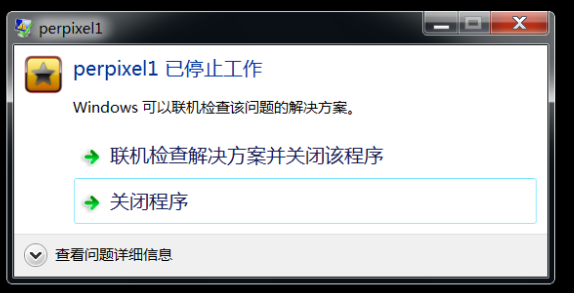 perpixel1
perpixel1 已停止工作
Windows 可以联机检查该问题的解决方案。
联机检查解决方案并关闭该程序
关闭程序
查看问题详细信息